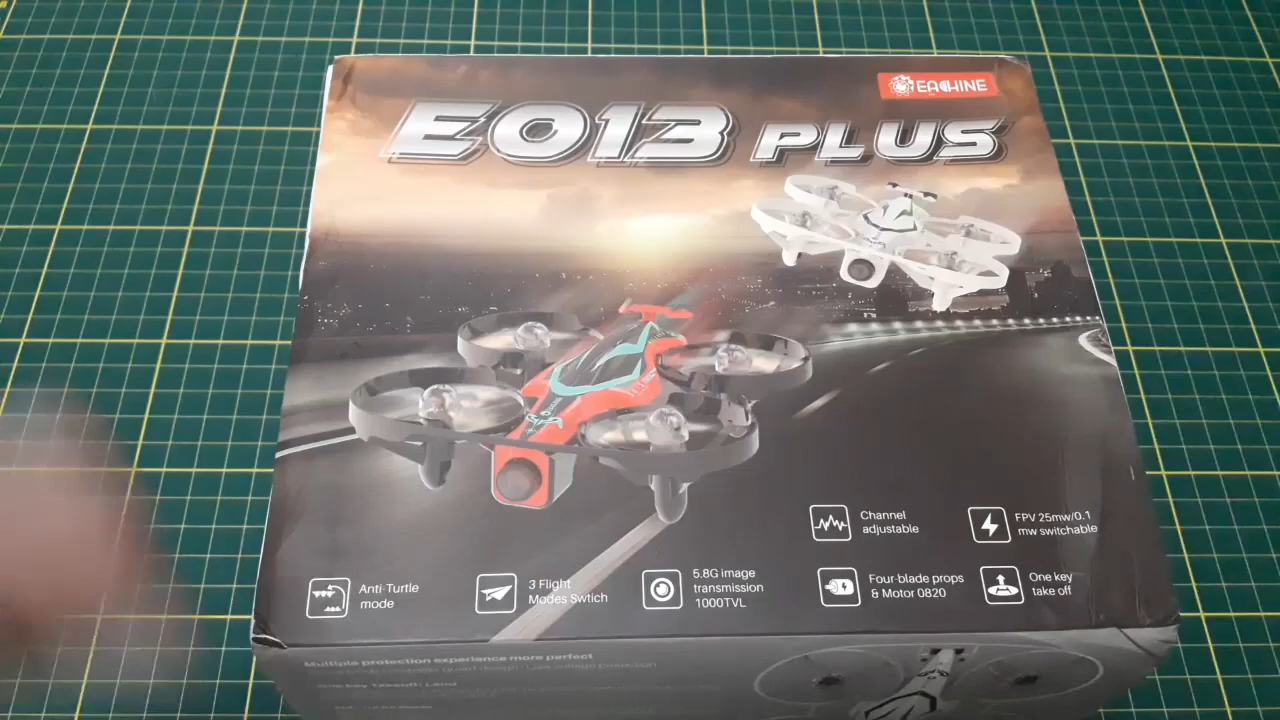 EACHINE
E013 PLUS
Channel
adjustable
FPV 25mw/0.1
mw switchable
Anti-Turtle
mode
3 Flight
Modes Swtich
5.8G image
transmission
1000TVL
Four-blade props
& Motor 0820
One key
take off
Multiple protection experience more perfect